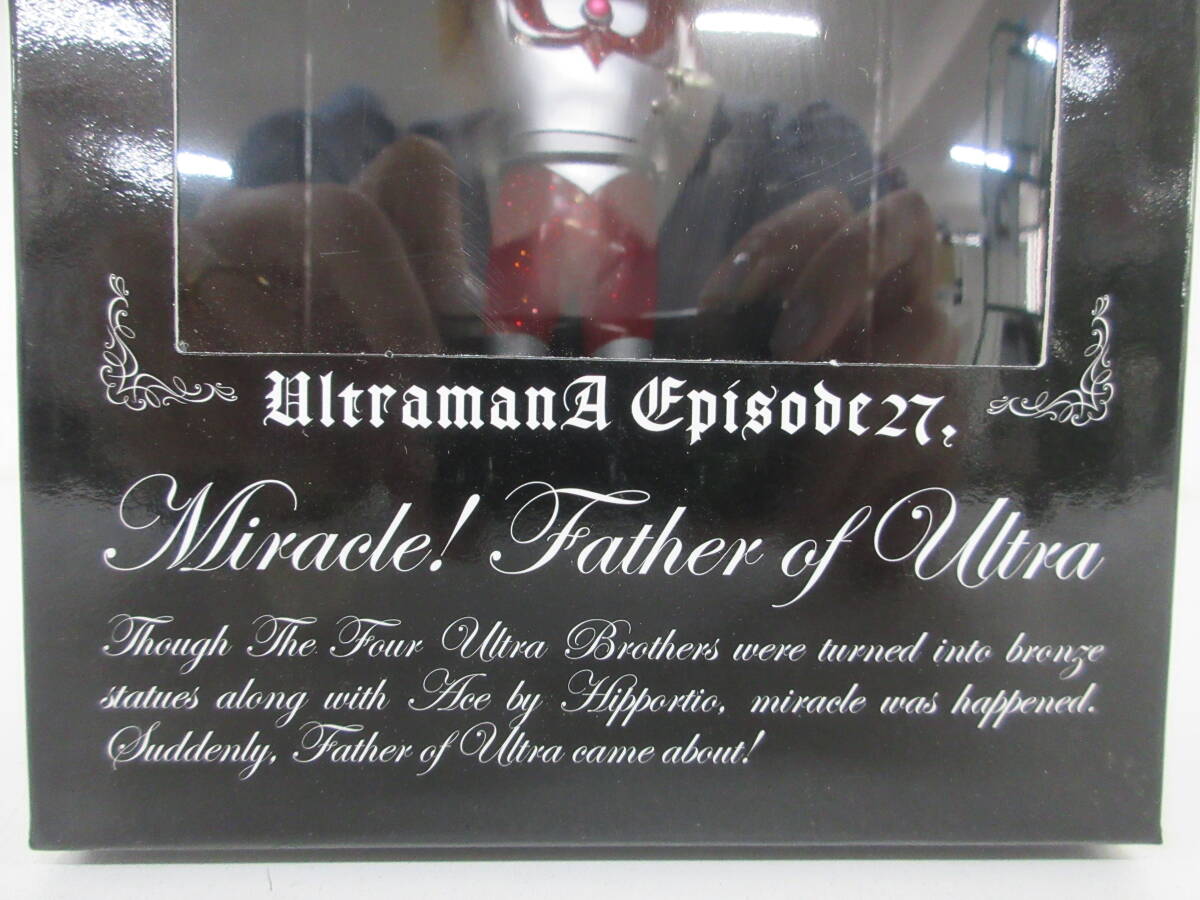 UltramanA Episode27,
Miracle! Father of Ultra
Though The Four Ultra Brothers were turned into bronze
statues along with Ace by Hipportio, miracle was happened.
Suddenly, Father of Ultra came about!